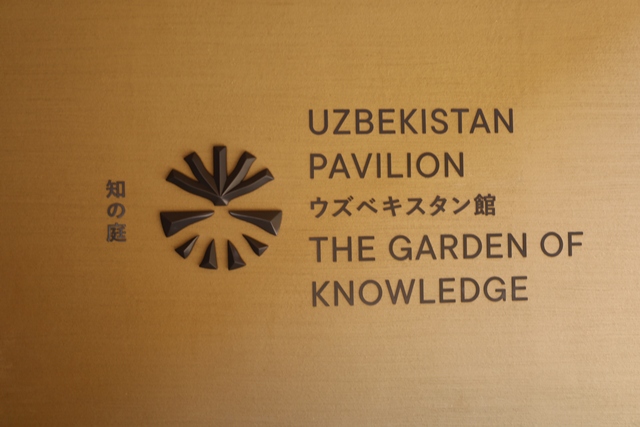 知の庭
UZBEKISTAN
PAVILION
ウズベキスタン館
THE GARDEN OF
KNOWLEDGE